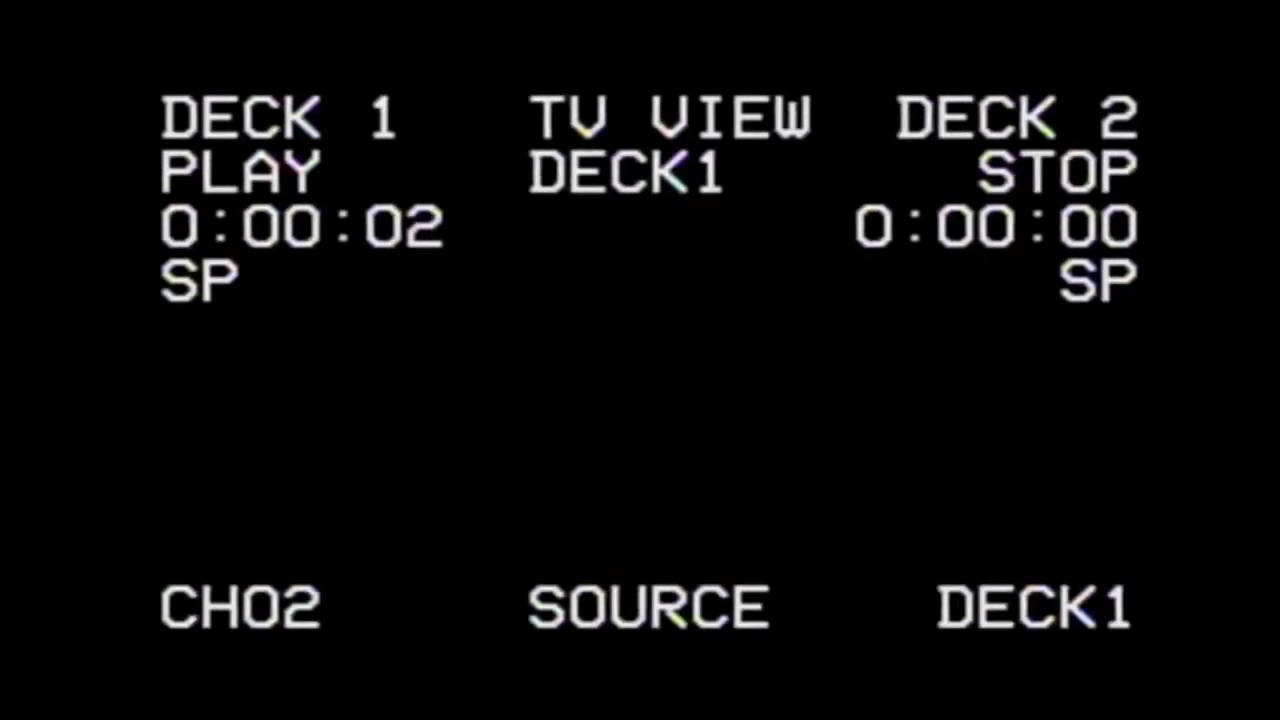 DECK 1 TV VIEW DECK 2
PLAY DECK1 STOP
0:00:02 0:00:00
SP SP
CH02 SOURCE DECK1